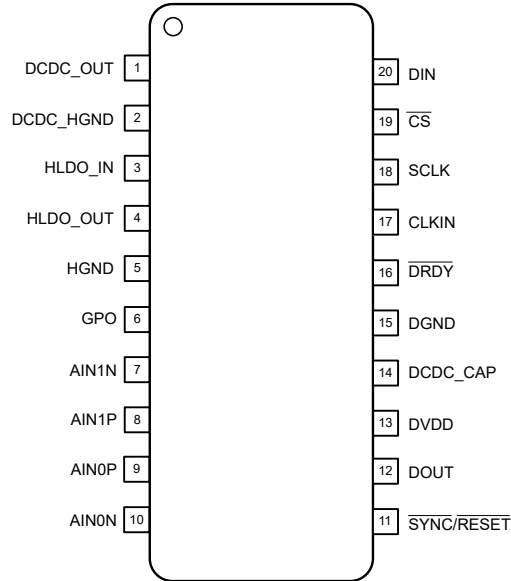 DCDC_OUT 1
DCDC_HGND 2
HLDO_IN 3
HLDO_OUT 4
HGND 5
GPO 6
AIN1N 7
AIN1P 8
AIN0P 9
AIN0N 10
20 DIN
19 CS
18 SCLK
17 CLKIN
16 DRDY
15 DGND
14 DCDC_CAP
13 DVDD
12 DOUT
11 SYNC/RESET